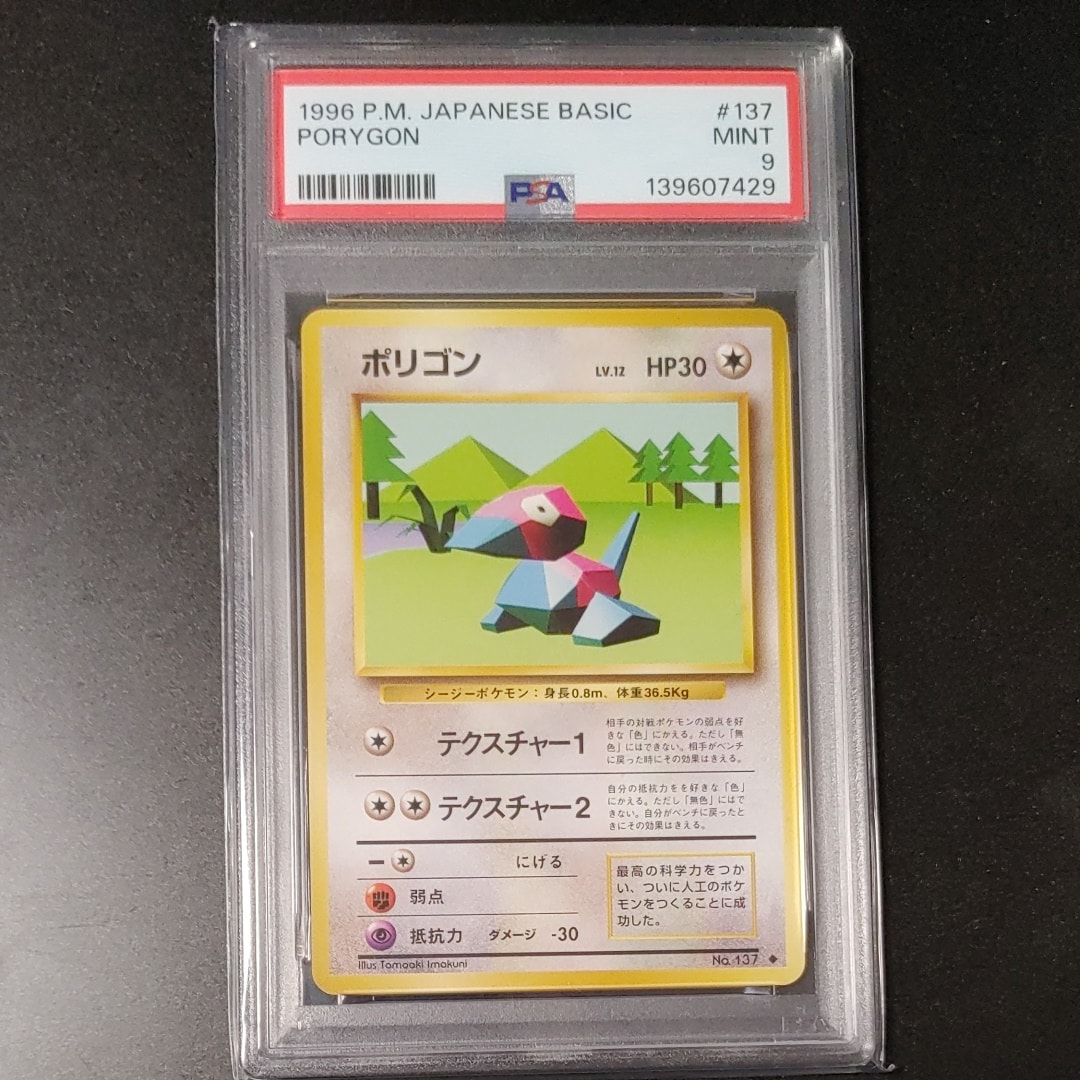 1996 P.M. JAPANESE BASIC #137
PORYGON MINT
9
PSA 139607429
ポリゴン LV.12 HP30
シージーポケモン：身長0.8m、体重36.5Kg
テクスチャー1
相手の対戦ポケモンの弱点を好
きな「色」にかえる。ただし「無
色」にはできない。相手がベンチ
に戻った時にその効果はきえる。
テクスチャー2
自分の抵抗力をを好きな「色」
にかえる。ただし「無色」にはで
きない。自分がベンチに戻ったと
きにその効果はきえる。
にげる
弱点
抵抗力 ダメージ -30
最高の科学力をつか
い、ついに人工のポケ
モンをつくることに成
功した。
Illus.Tomoaki Imakuni No. 137